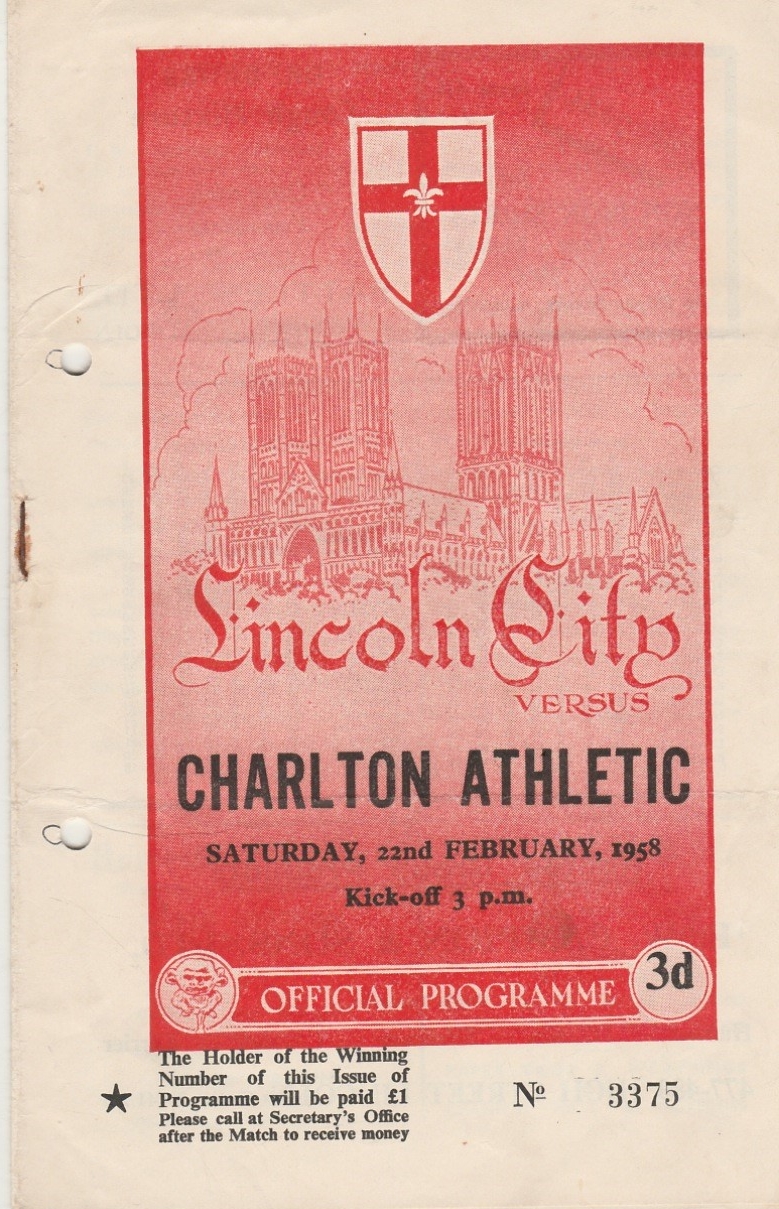 Lincoln City
VERSUS
CHARLTON ATHLETIC
SATURDAY, 22nd FEBRUARY, 1958
Kick-off 3 p.m.
OFFICIAL PROGRAMME
3d
The Holder of the Winning
Number of this Issue of
Programme will be paid £1
Please call at Secretary's Office
after the Match to receive money
Nº 3375